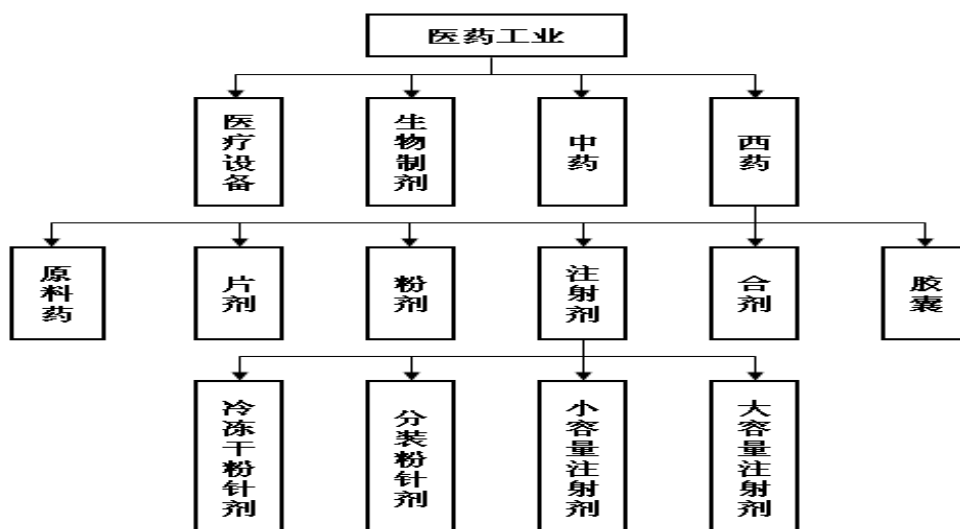 医药工业
医疗设备
生物制剂
中药
西药
原料药
片剂
粉剂
注射剂
合剂
胶囊
冷冻干粉针剂
分装粉针剂
小容量注射剂
大容量注射剂